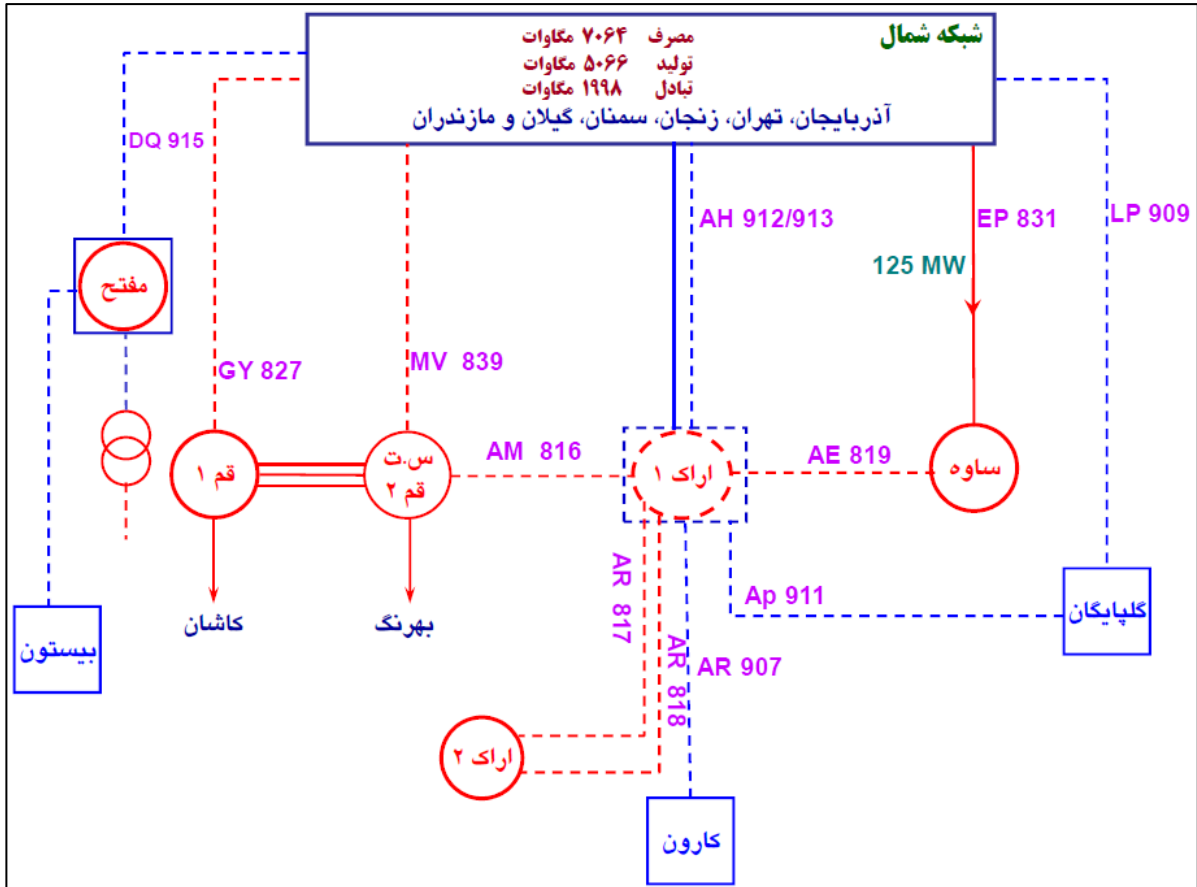 شبکه شمال
مصرف ۷۰۶۴ مگاوات
تولید ۵۰۶۶ مگاوات
تبادل ۱۹۹۸ مگاوات
آذربایجان، تهران، زنجان، سمنان، گیلان و مازندران
DQ 915
AH 912/913
EP 831
LP 909
125 MW
مفتح
GY 827
MV 839
قم ۱
س.ت
قم ۲
AM 816
اراک ۱
AE 819
ساوه
AR 817
AR 818
AR 907
Ap 911
گلپایگان
بیستون
کاشان
بهرنگ
اراک ۲
کارون